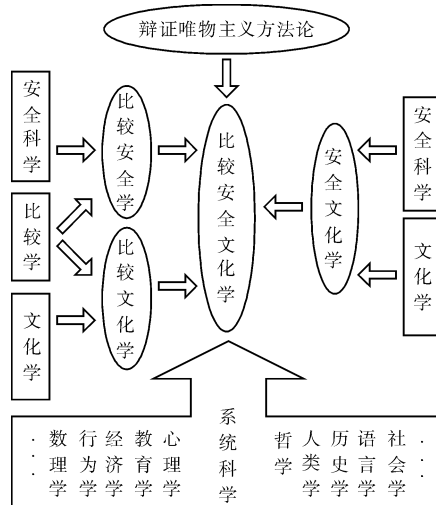 辩证唯物主义方法论
安全科学
比较学
文化学
比较安全学
比较文化学
比较安全文化学
安全文化学
安全科学
文化学
...
数理学
行为学
经济学
教育学
心理学
系统科学
哲学
人类学
历史学
语言学
社会学
...